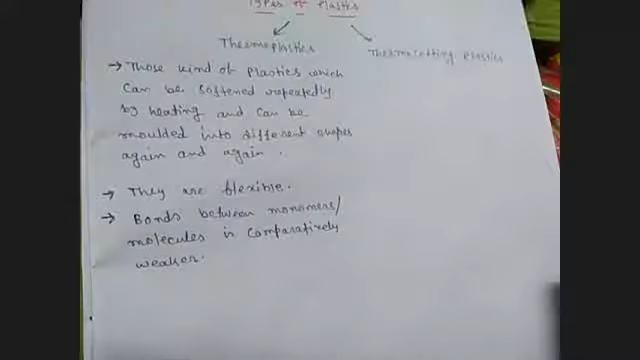 Types of Plastics
Thermoplastics
Thermosetting Plastics
→ Those kind of plastics which
can be softened repeatedly
by heating and can be
moulded into different shapes
again and again.
→ They are flexible.
→ Bonds between monomers/
molecules is comparatively
weaker.